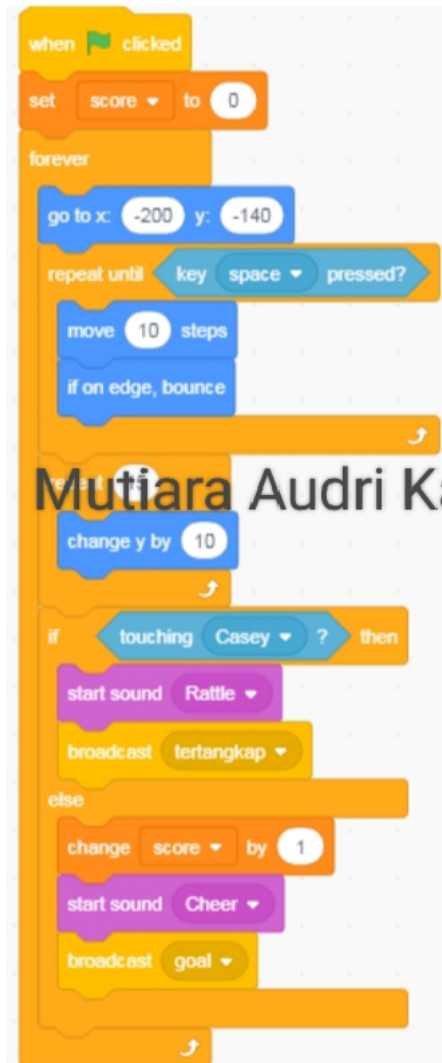 when clicked
set score to 0
forever
go to x: -200 y: -140
repeat until key space pressed?
move 10 steps
if on edge, bounce
Mutiara Audri Ka
change y by 10
if touching Casey ? then
start sound Rattle
broadcast tertangkap
else
change score by 1
start sound Cheer
broadcast goal